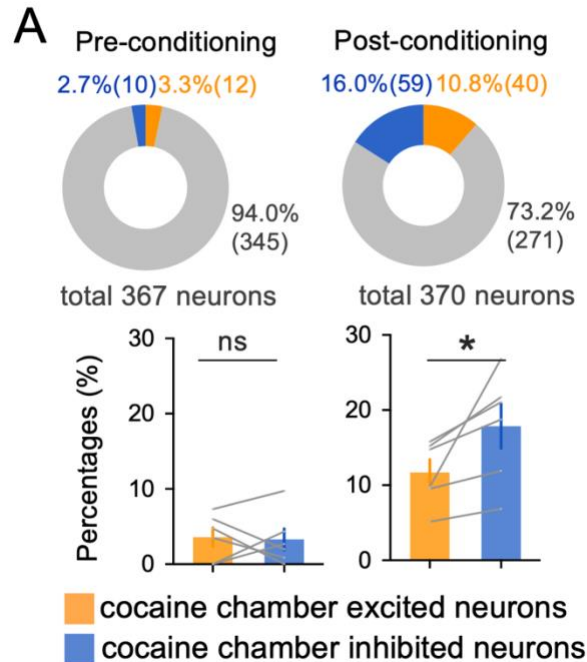 A
Pre-conditioning
Post-conditioning
2.7%(10) 3.3%(12)
16.0%(59) 10.8%(40)
94.0%
(345)
73.2%
(271)
total 367 neurons
total 370 neurons
Percentages (%)
30
20
10
0
ns
30
20
10
0
*
cocaine chamber excited neurons
cocaine chamber inhibited neurons